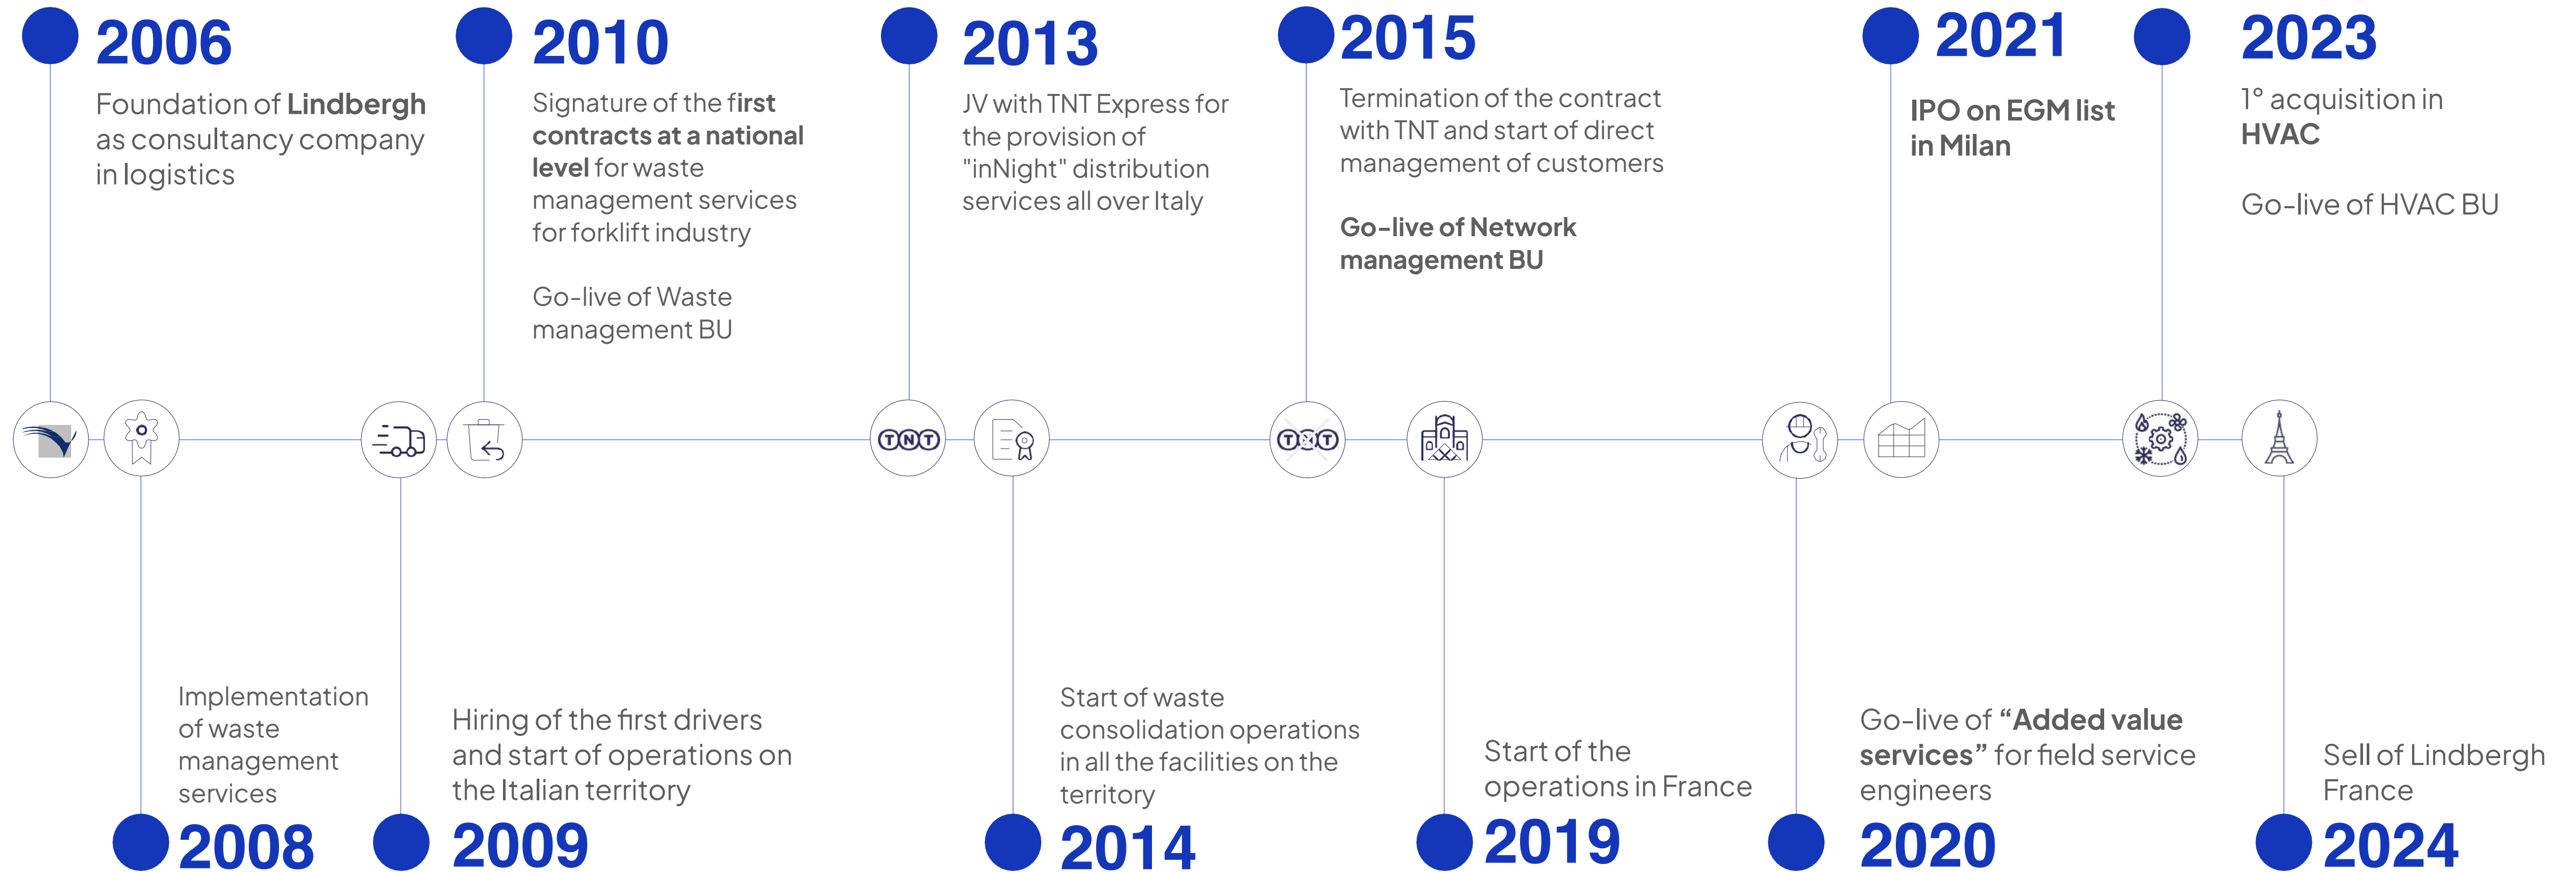 2006
Foundation of Lindbergh
as consultancy company
in logistics
2010
Signature of the first
contracts at a national
level for waste
management services
for forklift industry
Go-live of Waste
management BU
2013
JV with TNT Express for
the provision of
"inNight" distribution
services all over Italy
2015
Termination of the contract
with TNT and start of direct
management of customers
Go-live of Network
management BU
2021
IPO on EGM list
in Milan
2023
1° acquisition in
HVAC
Go-live of HVAC BU
TNT
TNT
Implementation
of waste
management
services
2008
Hiring of the first drivers
and start of operations on
the Italian territory
2009
Start of waste
consolidation operations
in all the facilities on the
territory
2014
Start of the
operations in France
2019
Go-live of “Added value
services” for field service
engineers
2020
Sell of Lindbergh
France
2024